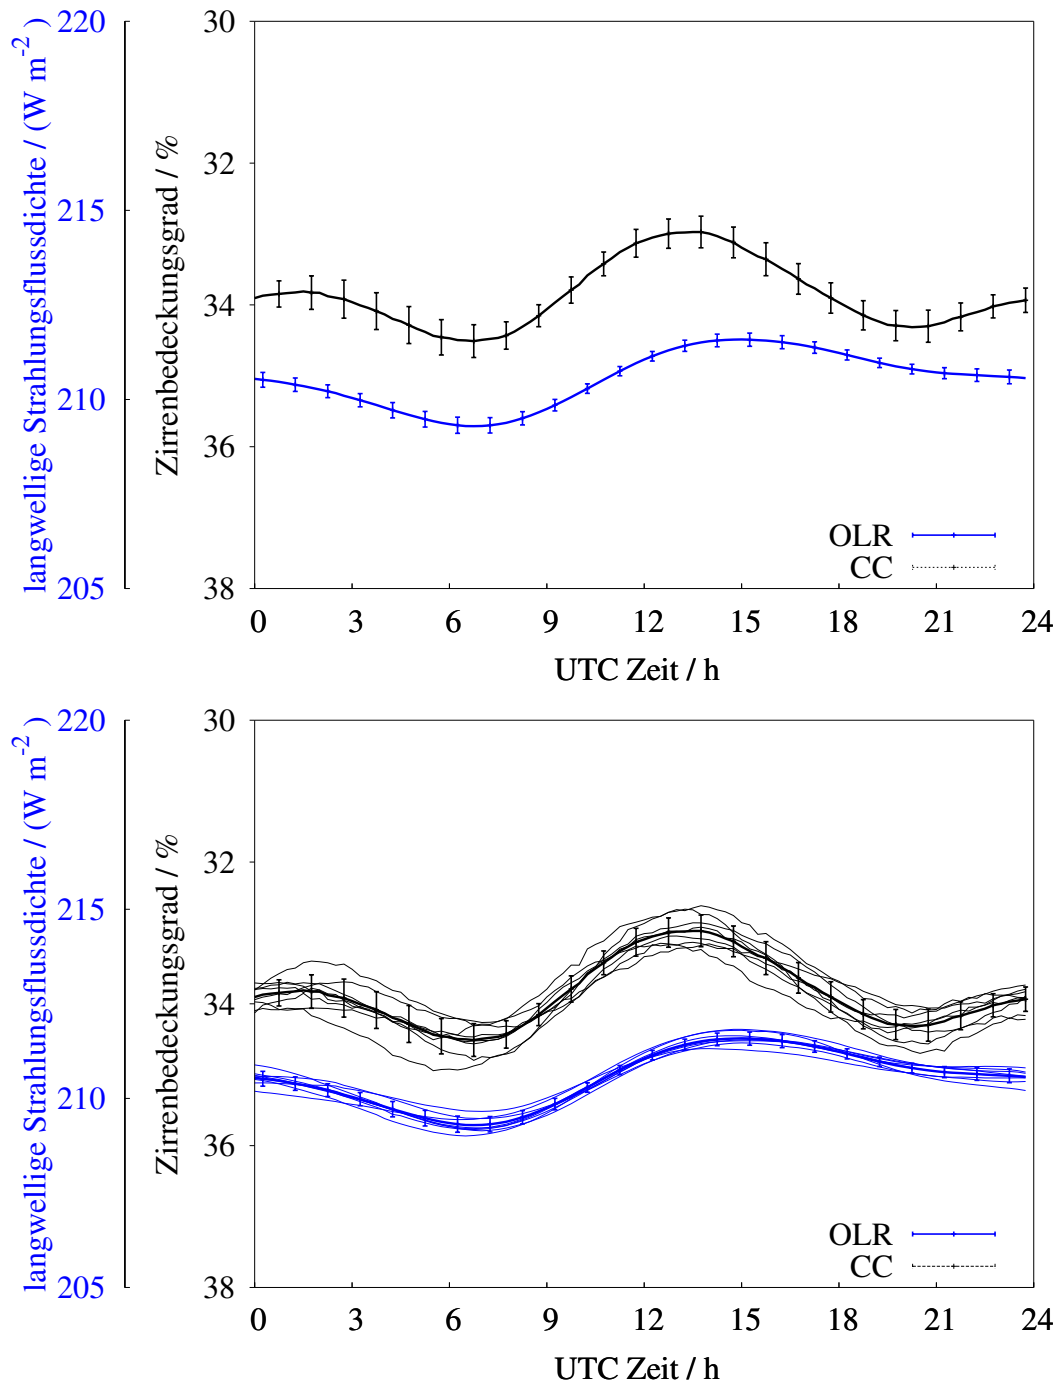 langwellige Strahlungsflussdichte / (W m-2 )
220
215
210
205
Zirrenbedeckungsgrad / %
30
32
34
36
38
OLR
CC
0 3 6 9 12 15 18 21 24
UTC Zeit / h
langwellige Strahlungsflussdichte / (W m-2 )
220
215
210
205
Zirrenbedeckungsgrad / %
30
32
34
36
38
OLR
CC
0 3 6 9 12 15 18 21 24
UTC Zeit / h